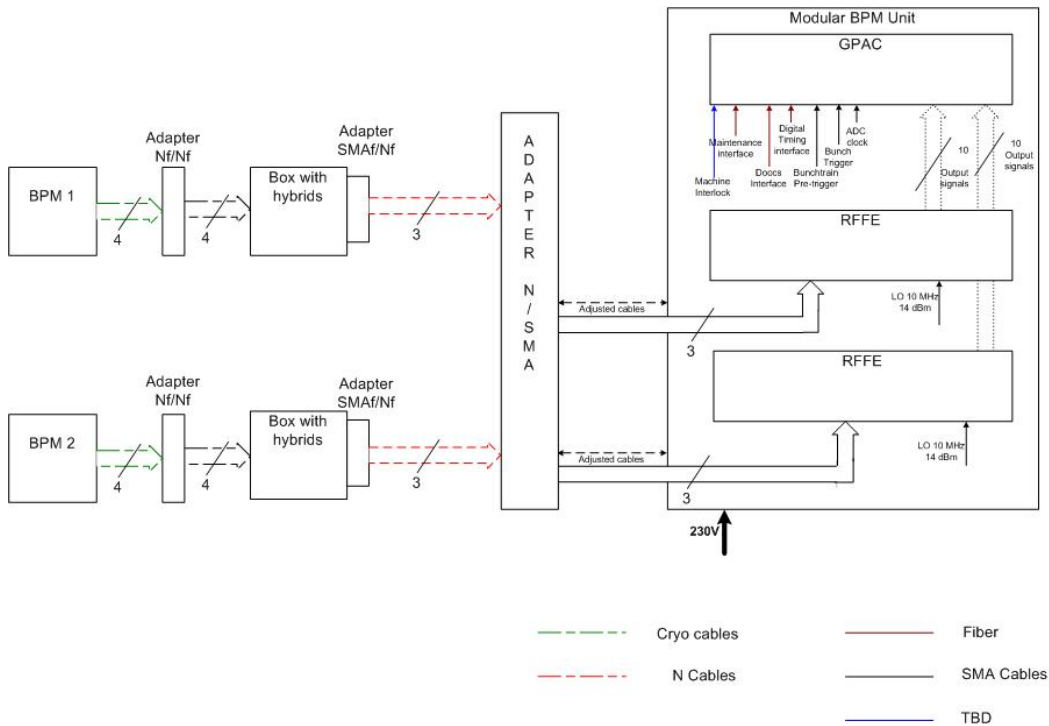 Modular BPM Unit
GPAC
Maintenance
interface
Digital
Timing
interface
ADC
clock
Bunch
Trigger
Machine
Interlock
Doccs
Interface
Bunchtrain
Pre-trigger
10
Output
signals
10
Output
signals
Adapter
Nf/Nf
Adapter
SMAf/Nf
BPM 1
4
4
Box with
hybrids
3
ADAPTER N/SMA
RFFE
LO 10 MHz
14 dBm
Adjusted cables
3
RFFE
LO 10 MHz
14 dBm
Adapter
Nf/Nf
Adapter
SMAf/Nf
BPM 2
4
4
Box with
hybrids
3
Adjusted cables
3
230V
Cryo cables
Fiber
N Cables
SMA Cables
TBD